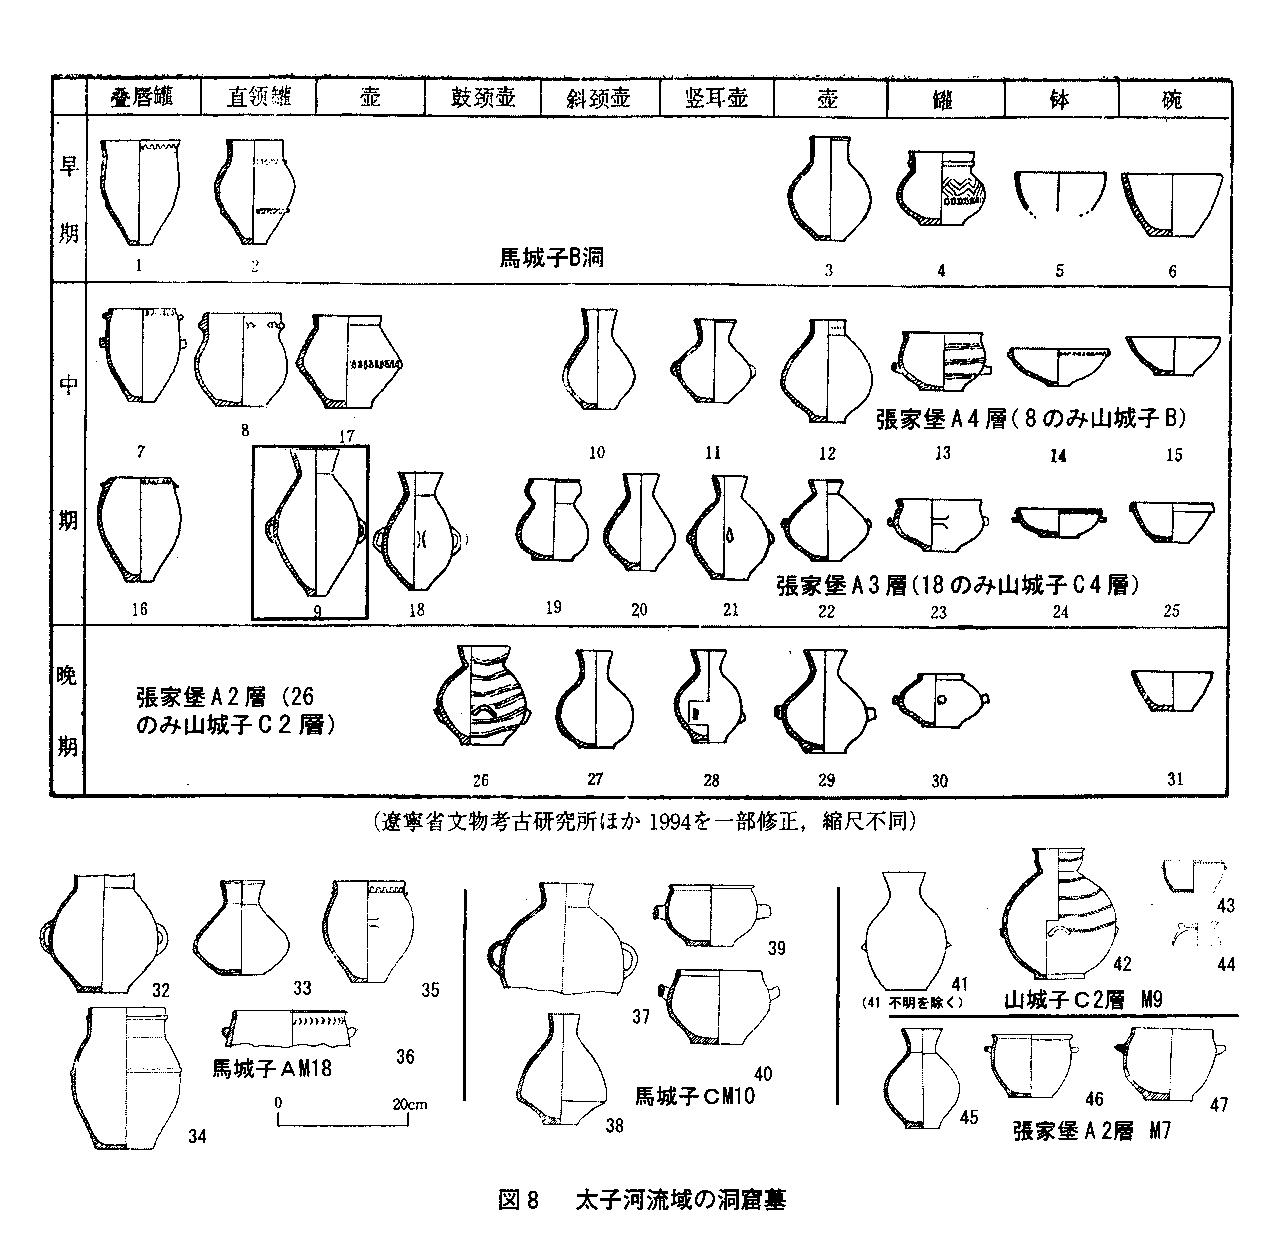 叠唇罐 直领罐 壶 鼓颈壶 斜颈壶 竖耳壶 壶 罐 钵 碗
早期
1 2 3 4 5 6
馬城子B洞
中期
7 8 17 10 11 12 13 14 15
張家堡A4層(8のみ山城子B)
16 9 18 19 20 21 22 23 24 25
張家堡A3層(18のみ山城子C4層)
晩期
張家堡A2層 (26
のみ山城子C2層)
26 27 28 29 30 31
(遼寧省文物考古研究所ほか 1994を一部修正, 縮尺不同)
32 33 35
34 36
馬城子AM18
0 20cm
37 39
38 40
馬城子CM10
41 42 43
44
(41 不明を除く)
山城子C2層 M9
45 46 47
張家堡A2層 M7
図8 太子河流域の洞窟墓